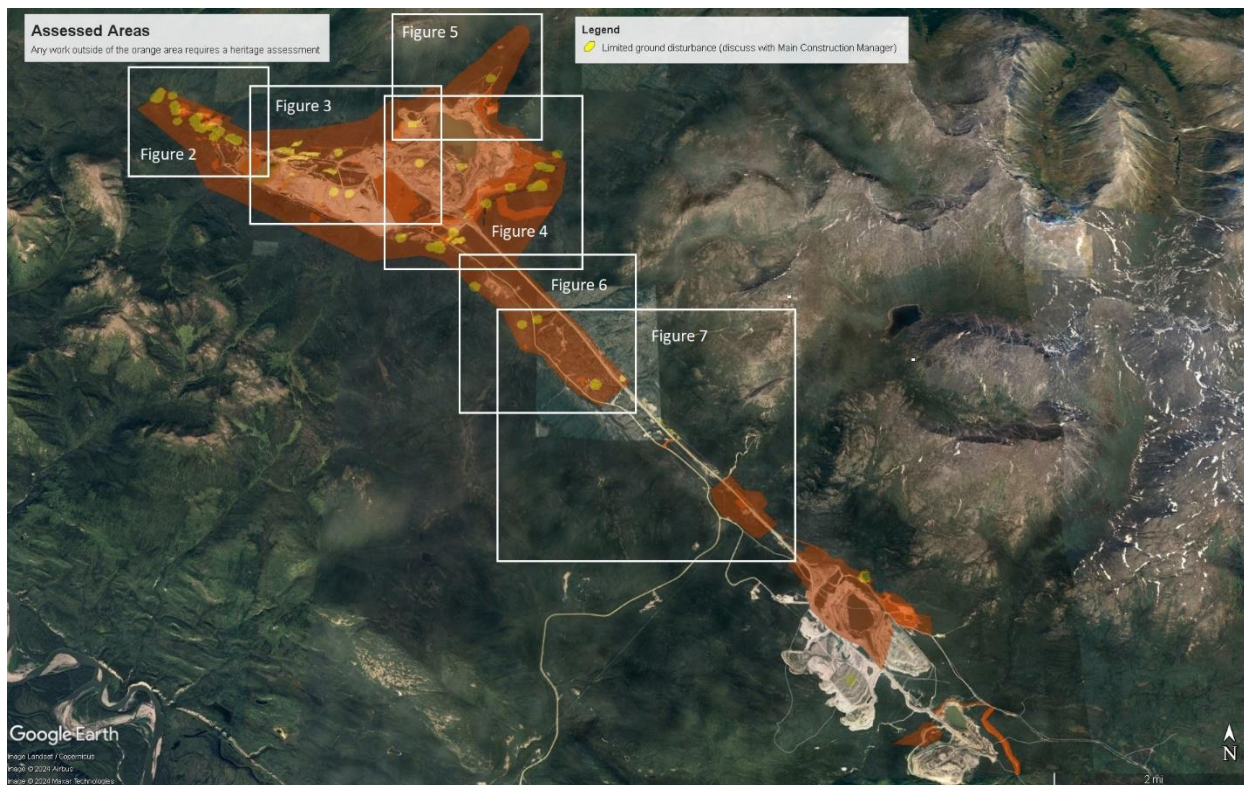 Assessed Areas
Any work outside of the orange area requires a heritage assessment
Legend
Limited ground disturbance (discuss with Main Construction Manager)
Figure 5
Figure 3
Figure 2
Figure 4
Figure 6
Figure 7
Google Earth
Image Landsat / Copernicus
Image © 2024 Airbus
Image © 2024 Maxar Technologies
N
2 mi